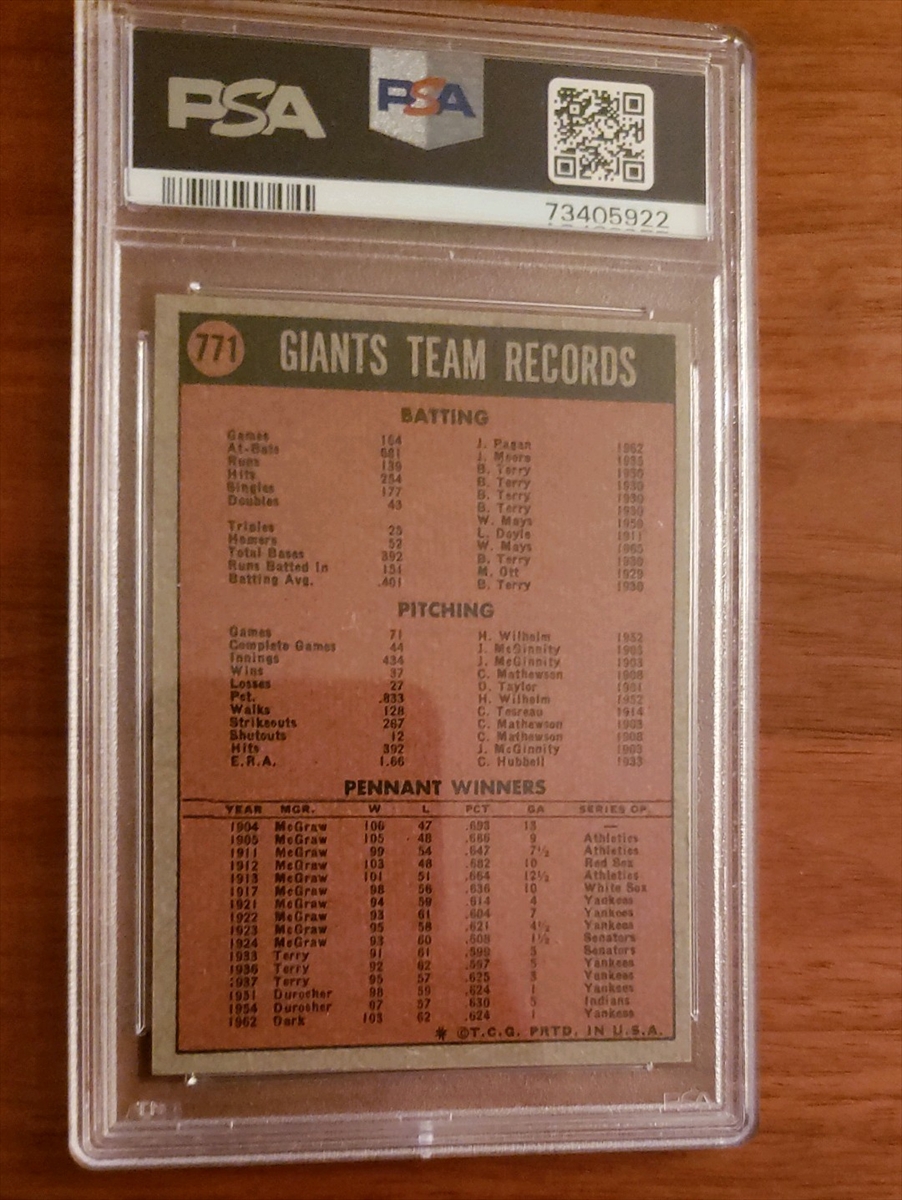 PSA PSA
73405922
771 GIANTS TEAM RECORDS
BATTING
Games 164 J. Pagan 1962
At-Bats 681 J. Moore 1935
Runs 139 B. Terry 1930
Hits 254 B. Terry 1930
Singles 177 B. Terry 1930
Doubles 43 B. Terry 1930
W. Mays 1959
Triples 25 L. Doyle 1911
Homers 52 W. Mays 1965
Total Bases 392 B. Terry 1930
Runs Batted In 151 M. Ott 1929
Batting Avg. .401 B. Terry 1930
PITCHING
Games 71 H. Wilhelm 1952
Complete Games 44 J. McGinnity 1903
Innings 434 J. McGinnity 1903
Wins 37 C. Mathewson 1908
Losses 27 D. Taylor 1901
Pct. .833 H. Wilhelm 1952
Walks 128 C. Tesreau 1914
Strikeouts 267 C. Mathewson 1903
Shutouts 12 C. Mathewson 1908
Hits 392 J. McGinnity 1903
E.R.A. 1.66 C. Hubbell 1933
PENNANT WINNERS
YEAR MGR. W L PCT GA SERIES OP.
1904 McGraw 106 47 .693 13 —
1905 McGraw 105 48 .686 9 Athletics
1911 McGraw 99 54 .647 7½ Athletics
1912 McGraw 103 48 .682 10 Red Sox
1913 McGraw 101 51 .664 12½ Athletics
1917 McGraw 98 56 .636 10 White Sox
1921 McGraw 94 59 .614 4 Yankees
1922 McGraw 93 61 .604 7 Yankees
1923 McGraw 95 58 .621 4½ Yankees
1924 McGraw 93 60 .608 1½ Senators
1933 Terry 91 61 .599 5 Senators
1936 Terry 92 62 .597 5 Yankees
1937 Terry 95 57 .625 3 Yankees
1951 Durocher 98 59 .624 1 Yankees
1954 Durocher 97 57 .630 5 Indians
1962 Dark 103 62 .624 1 Yankees
* ©T.C.G. PRTD. IN U.S.A.
PSA